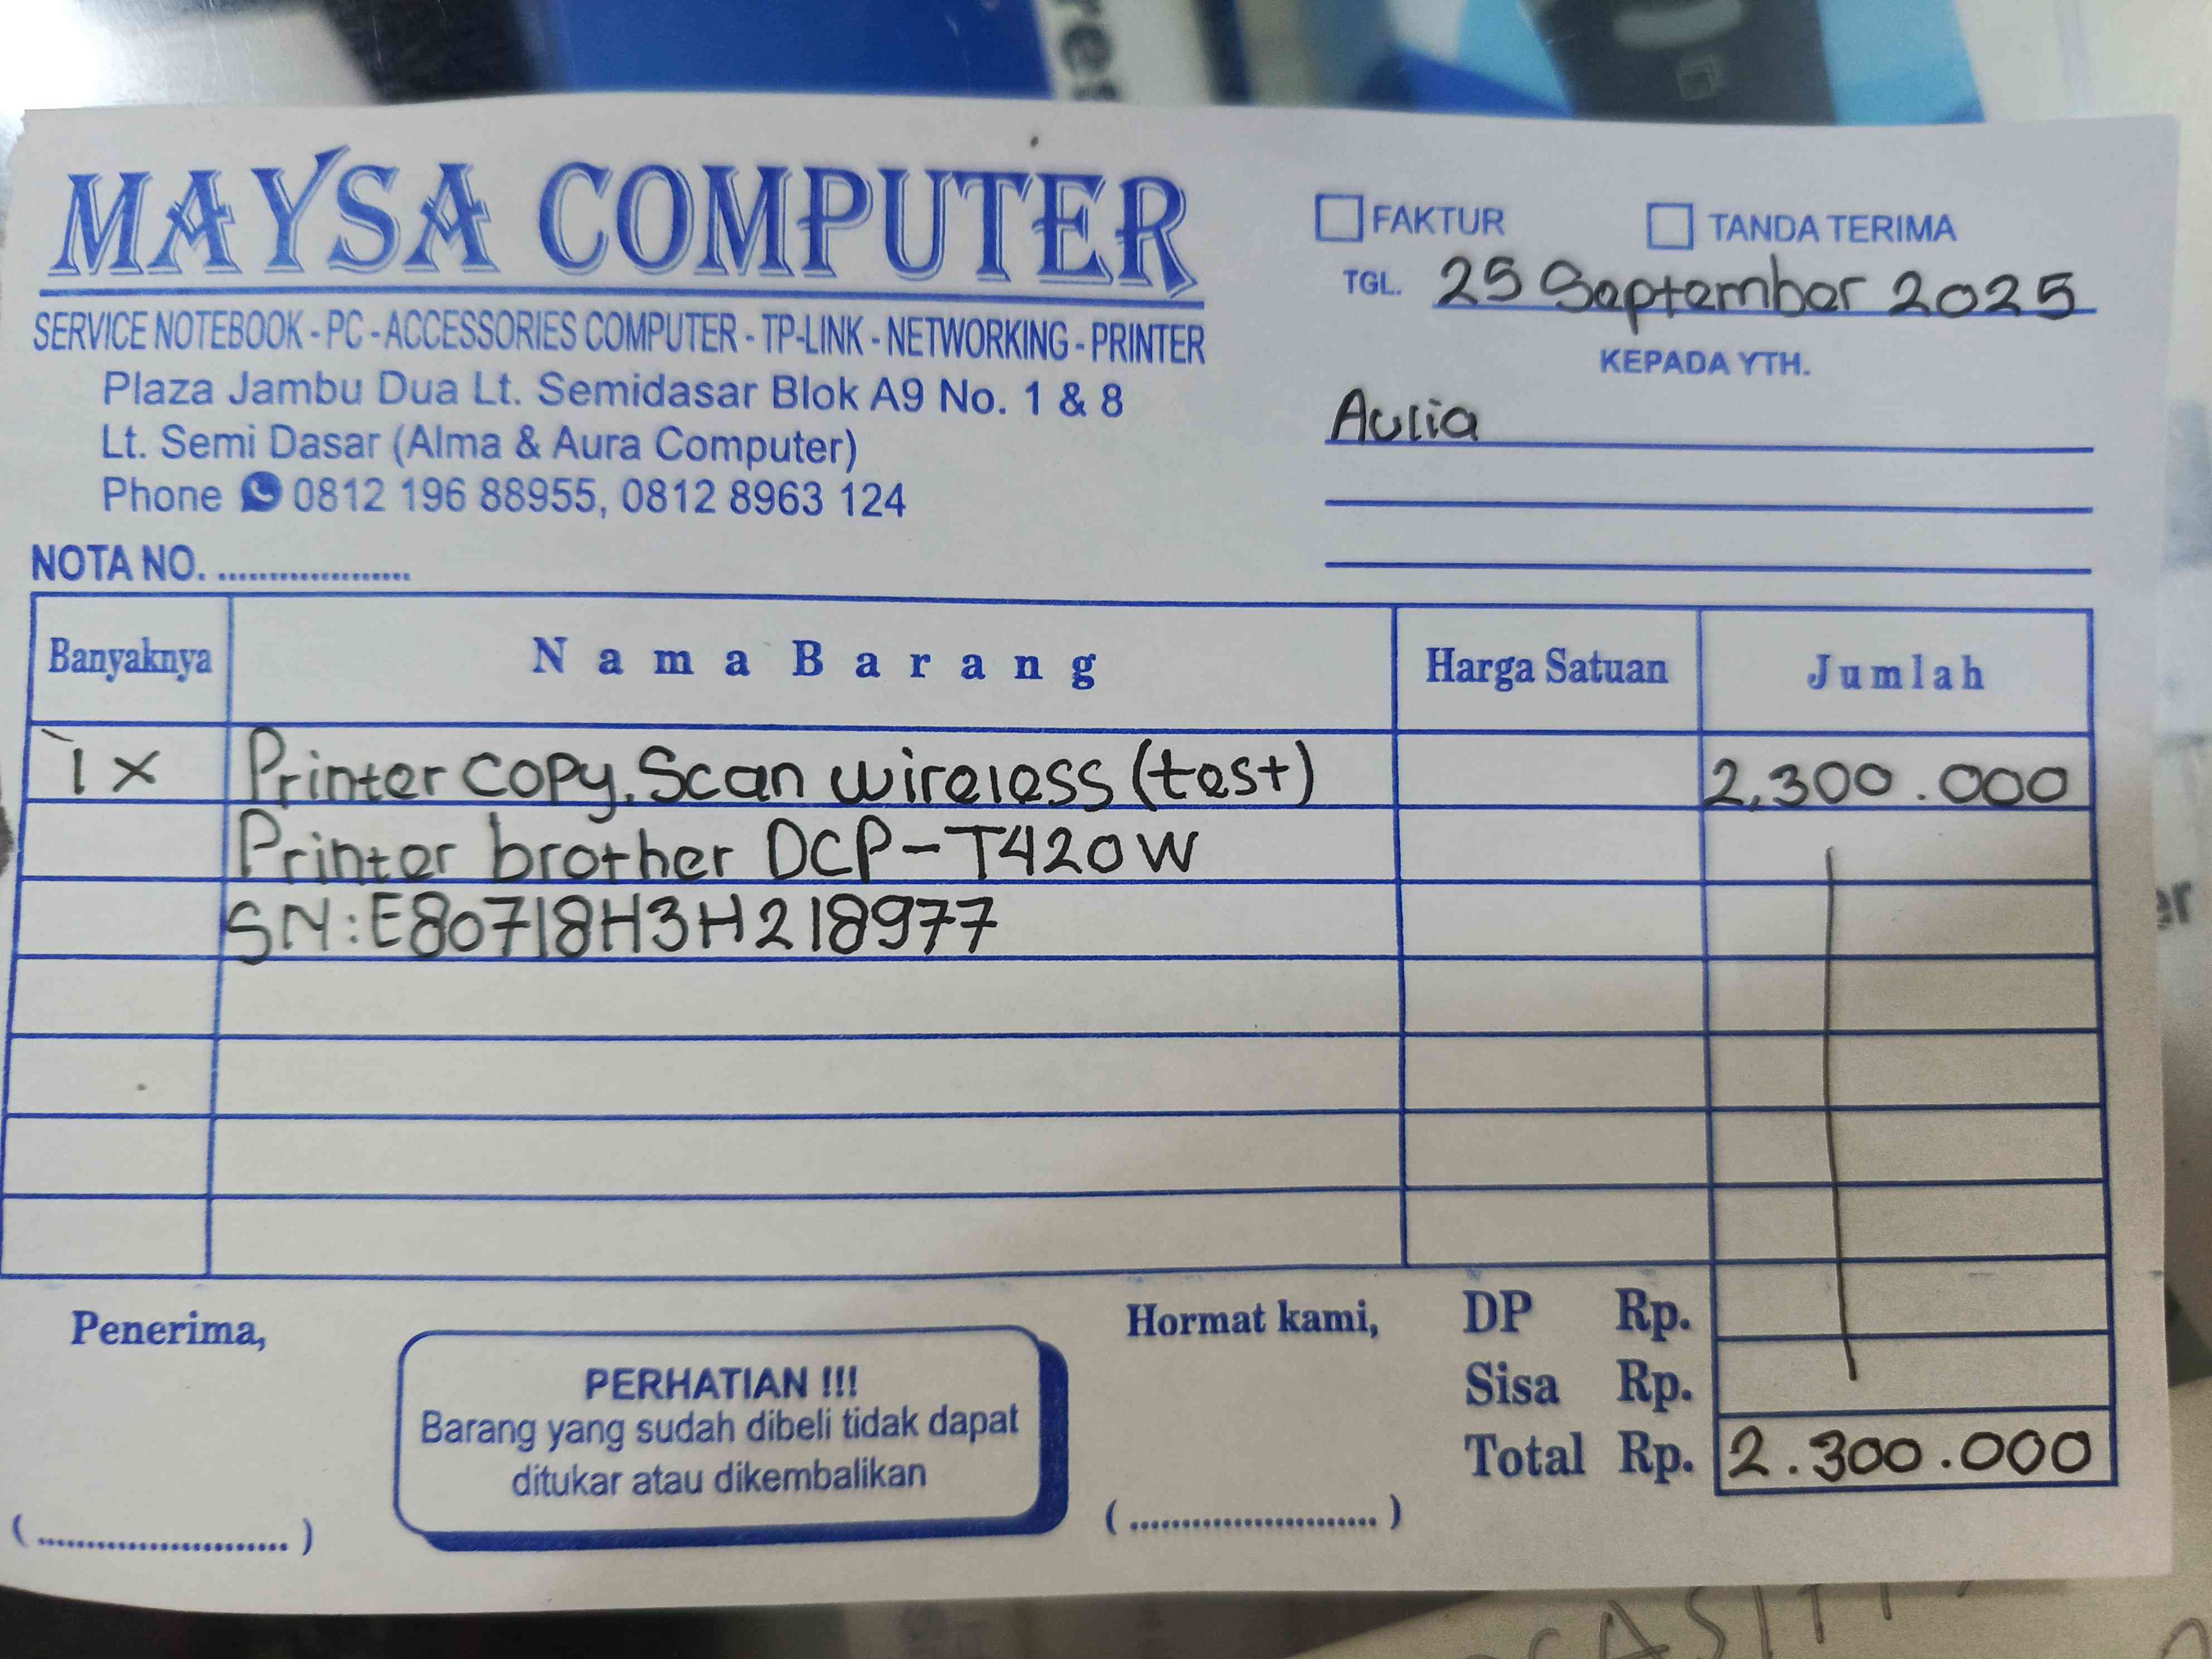 MAYSA COMPUTER
SERVICE NOTEBOOK - PC - ACCESSORIES COMPUTER - TP-LINK - NETWORKING - PRINTER
Plaza Jambu Dua Lt. Semidasar Blok A9 No. 1 & 8
Lt. Semi Dasar (Alma & Aura Computer)
Phone 0812 196 88955, 0812 8963 124
NOTA NO. ...................
FAKTUR TANDA TERIMA
TGL. 25 September 2025
KEPADA YTH.
Aulia
Banyaknya Nama Barang Harga Satuan Jumlah
1x Printer copy. Scan wireless (test) 2,300.000
Printer brother DCP-T420W
SN:E80718H3H218977
Penerima,
(........................)
PERHATIAN !!!
Barang yang sudah dibeli tidak dapat
ditukar atau dikembalikan
Hormat kami,
(........................)
DP Rp.
Sisa Rp.
Total Rp. 2.300.000